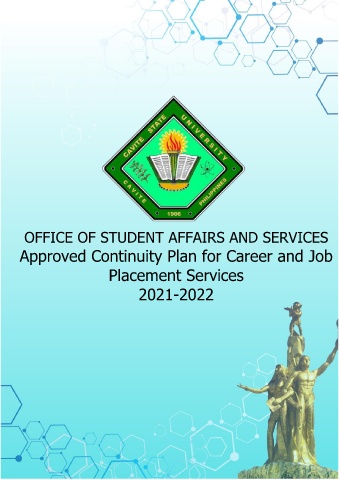 CAVITE STATE UNIVERSITY
CAVITE
PHILIPPINES
1906
OFFICE OF STUDENT AFFAIRS AND SERVICES
Approved Continuity Plan for Career and Job
Placement Services
2021-2022